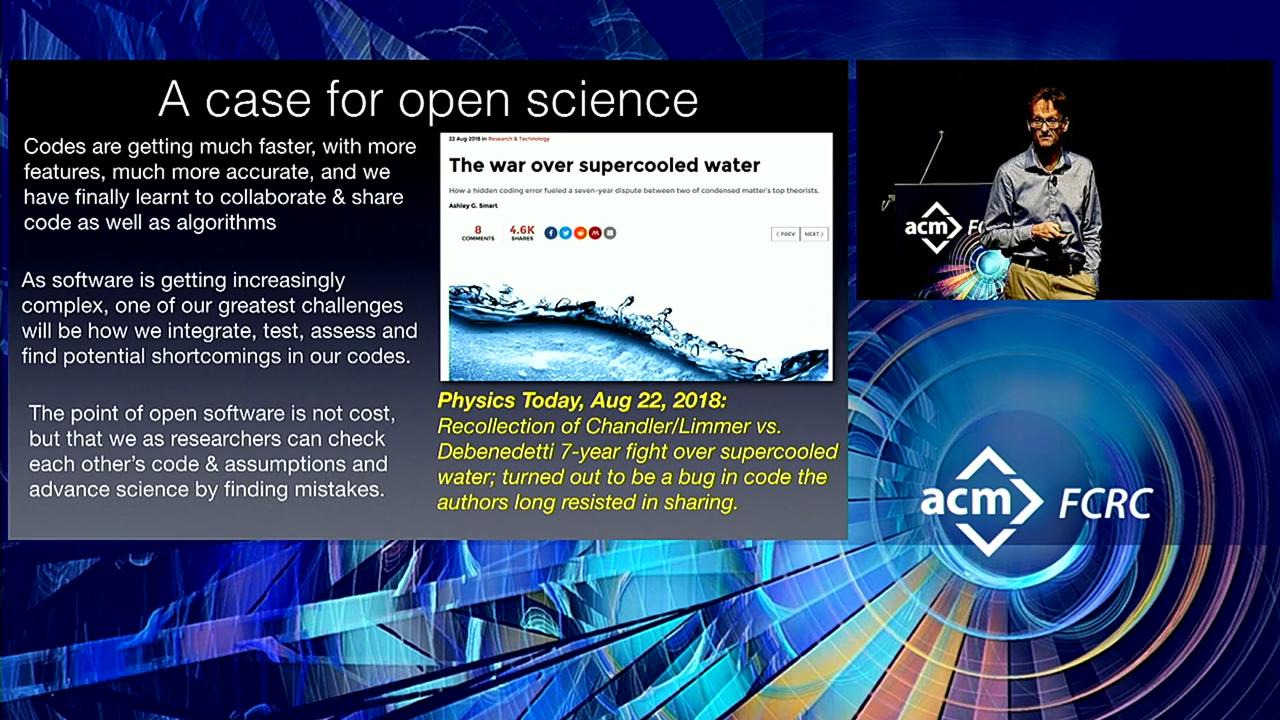 A case for open science
Codes are getting much faster, with more
features, much more accurate, and we
have finally learnt to collaborate & share
code as well as algorithms
As software is getting increasingly
complex, one of our greatest challenges
will be how we integrate, test, assess and
find potential shortcomings in our codes.
The point of open software is not cost,
but that we as researchers can check
each other's code & assumptions and
advance science by finding mistakes.
22 Aug 2018 in Research & Technology
The war over supercooled water
How a hidden coding error fueled a seven-year dispute between two of condensed matter's top theorists.
Ashley G. Smart
8
COMMENTS
4.6K
SHARES
< PREV
NEXT >
Physics Today, Aug 22, 2018:
Recollection of Chandler/Limmer vs.
Debenedetti 7-year fight over supercooled
water; turned out to be a bug in code the
authors long resisted in sharing.
acm
acm FCRC